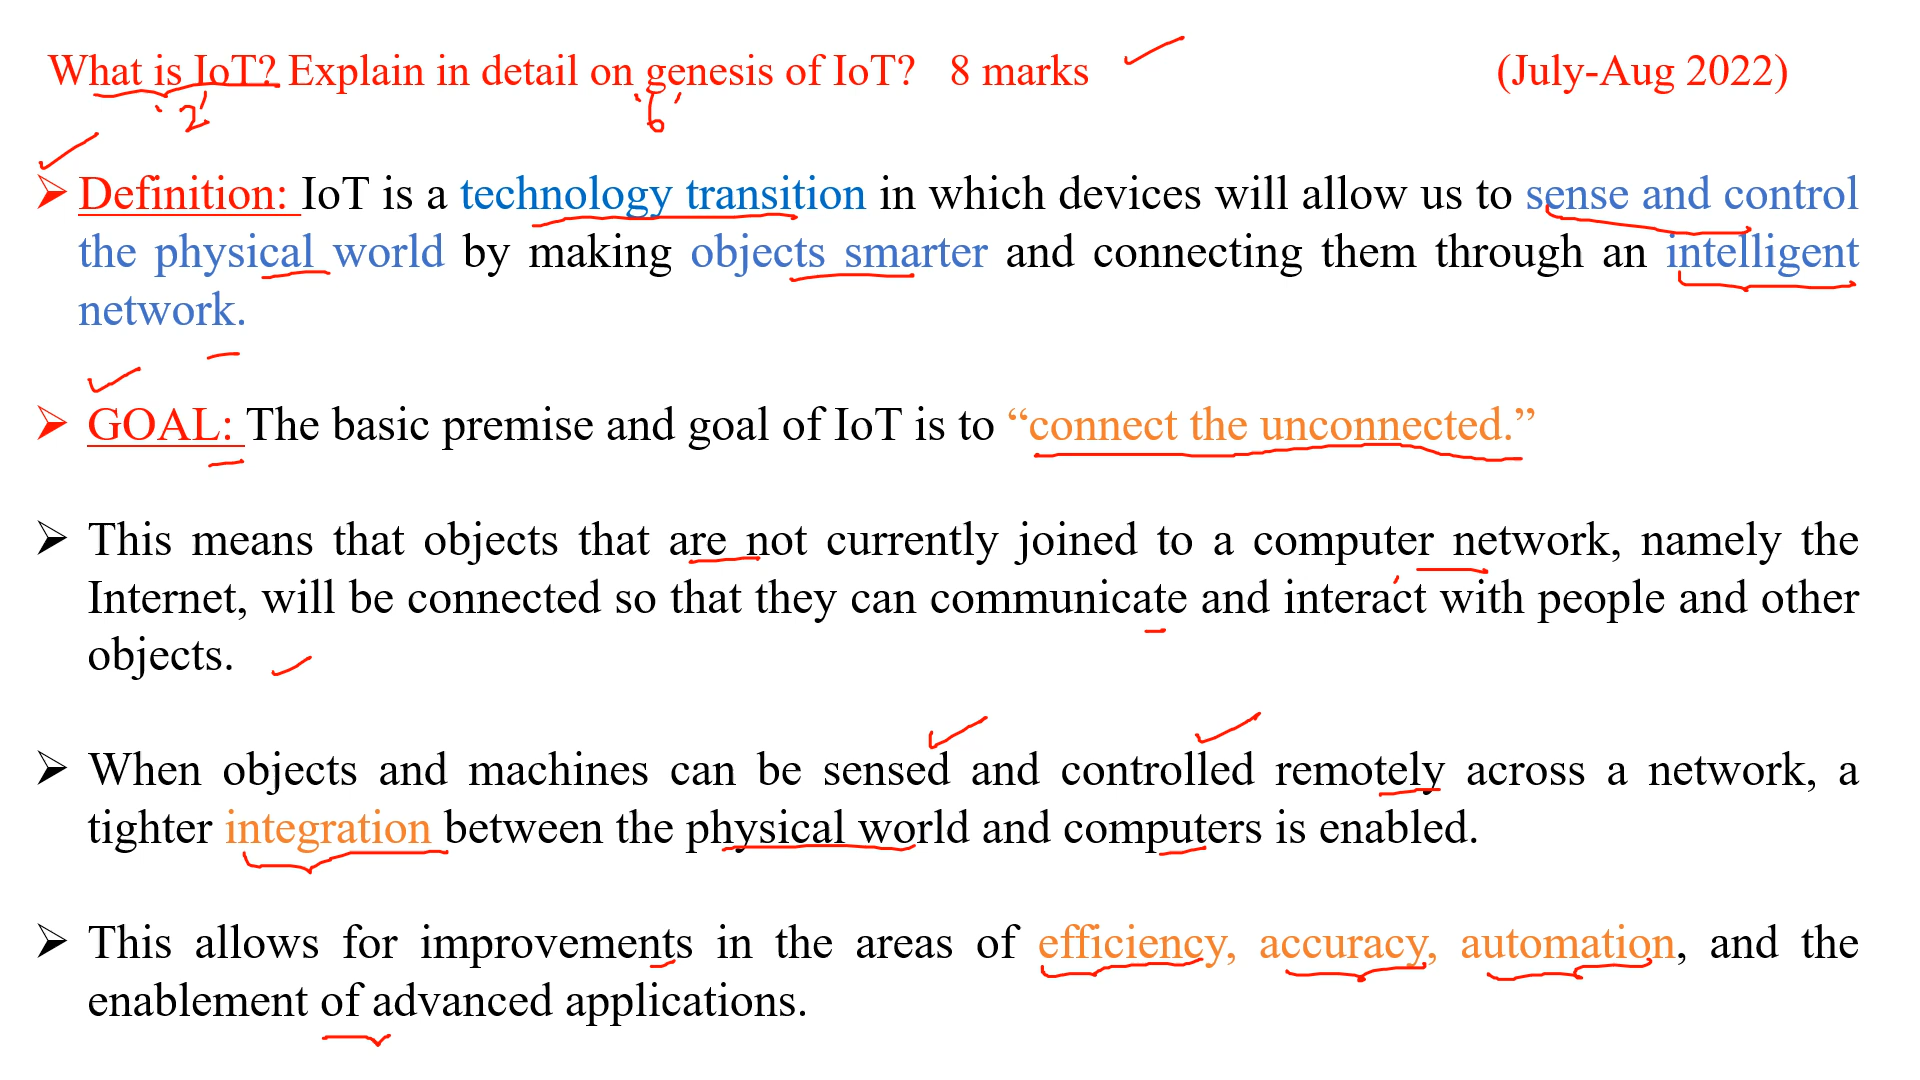 What is IoT? Explain in detail on genesis of IoT? 8 marks (July-Aug 2022)
"2" "6"
➢ Definition: IoT is a technology transition in which devices will allow us to sense and control
the physical world by making objects smarter and connecting them through an intelligent
network.
➢ GOAL: The basic premise and goal of IoT is to “connect the unconnected.”
➢ This means that objects that are not currently joined to a computer network, namely the
Internet, will be connected so that they can communicate and interact with people and other
objects.
➢ When objects and machines can be sensed and controlled remotely across a network, a
tighter integration between the physical world and computers is enabled.
➢ This allows for improvements in the areas of efficiency, accuracy, automation, and the
enablement of advanced applications.